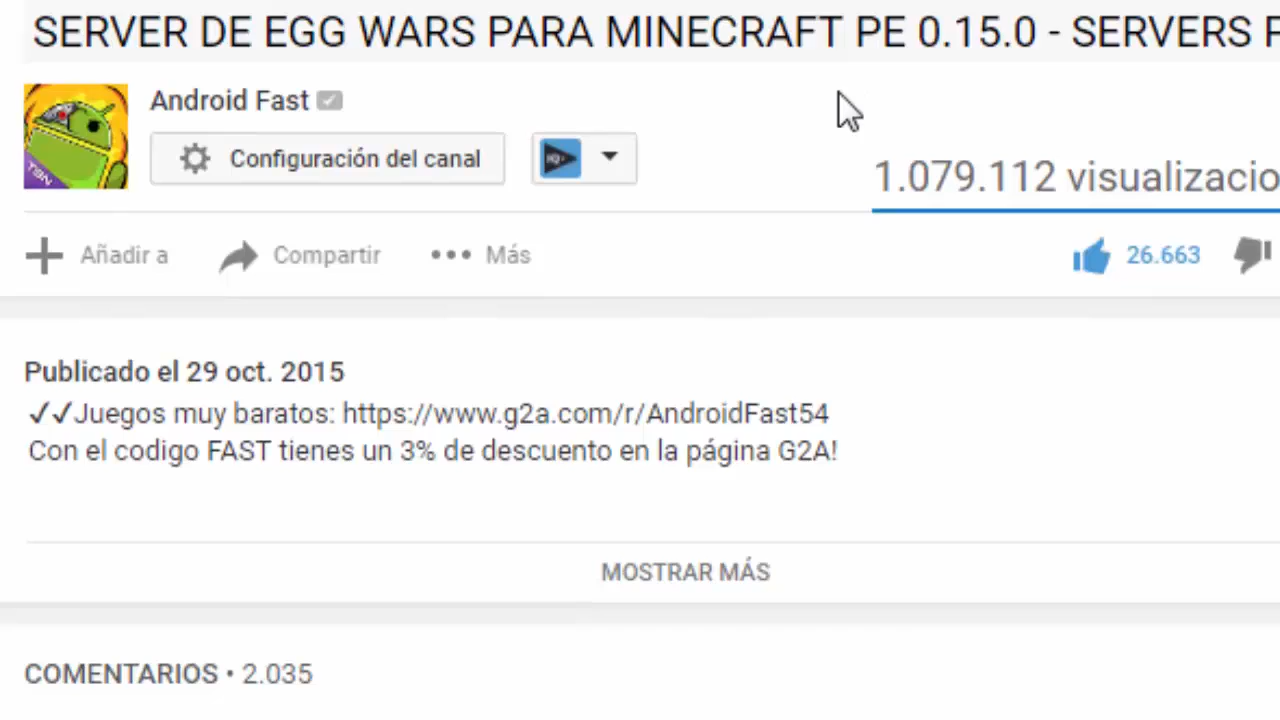 SERVER DE EGG WARS PARA MINECRAFT PE 0.15.0 - SERVERS
Android Fast
Configuración del canal
1.079.112 visualizacio
Añadir a
Compartir
Más
26.663
Publicado el 29 oct. 2015
✓✓Juegos muy baratos: https://www.g2a.com/r/AndroidFast54
Con el codigo FAST tienes un 3% de descuento en la página G2A!
MOSTRAR MÁS
COMENTARIOS • 2.035